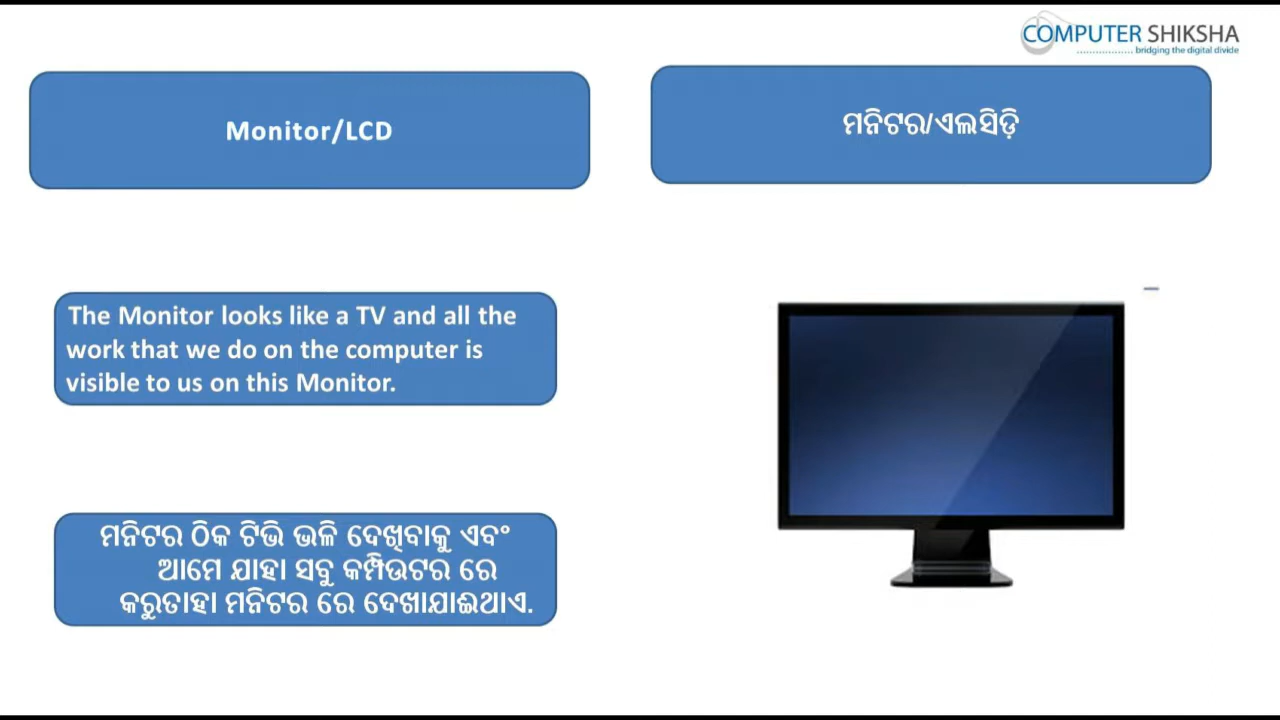 COMPUTER SHIKSHA
bridging the digital divide
Monitor/LCD
ମନିଟର/ଏଲସିଡ଼ି
The Monitor looks like a TV and all the
work that we do on the computer is
visible to us on this Monitor.
ମନିଟର ଠିକ ଟିଭି ଭଳି ଦେଖିବାକୁ ଏବଂ
ଆମେ ଯାହା ସବୁ କମ୍ପିଉଟର ରେ
କରୁତାହା ମନିଟର ରେ ଦେଖାଯାଈଥାଏ.